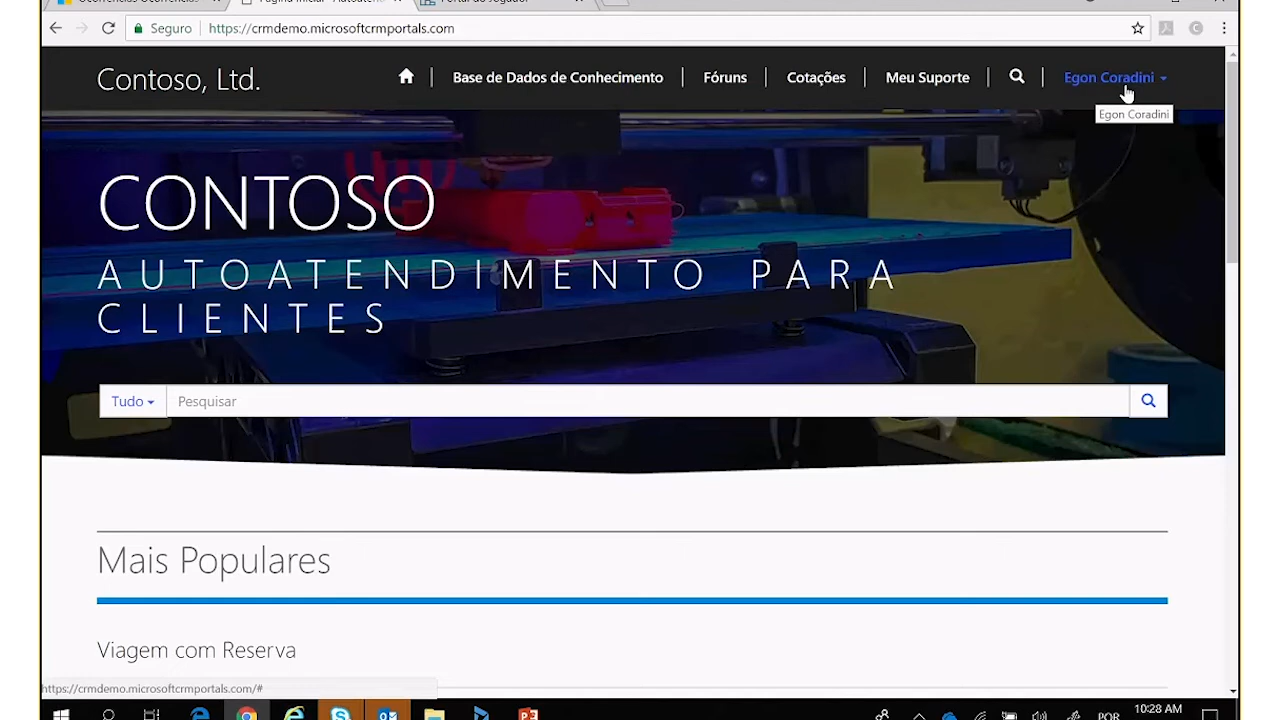 Seguro
https://crmdemo.microsoftcrmportals.com
Contoso, Ltd.
Base de Dados de Conhecimento
Fóruns
Cotações
Meu Suporte
Egon Coradini
Egon Coradini
CONTOSO
AUTOATENDIMENTO PARA
CLIENTES
Tudo
Pesquisar
Mais Populares
Viagem com Reserva
https://crmdemo.microsoftcrmportals.com/#
POR
10:28 AM